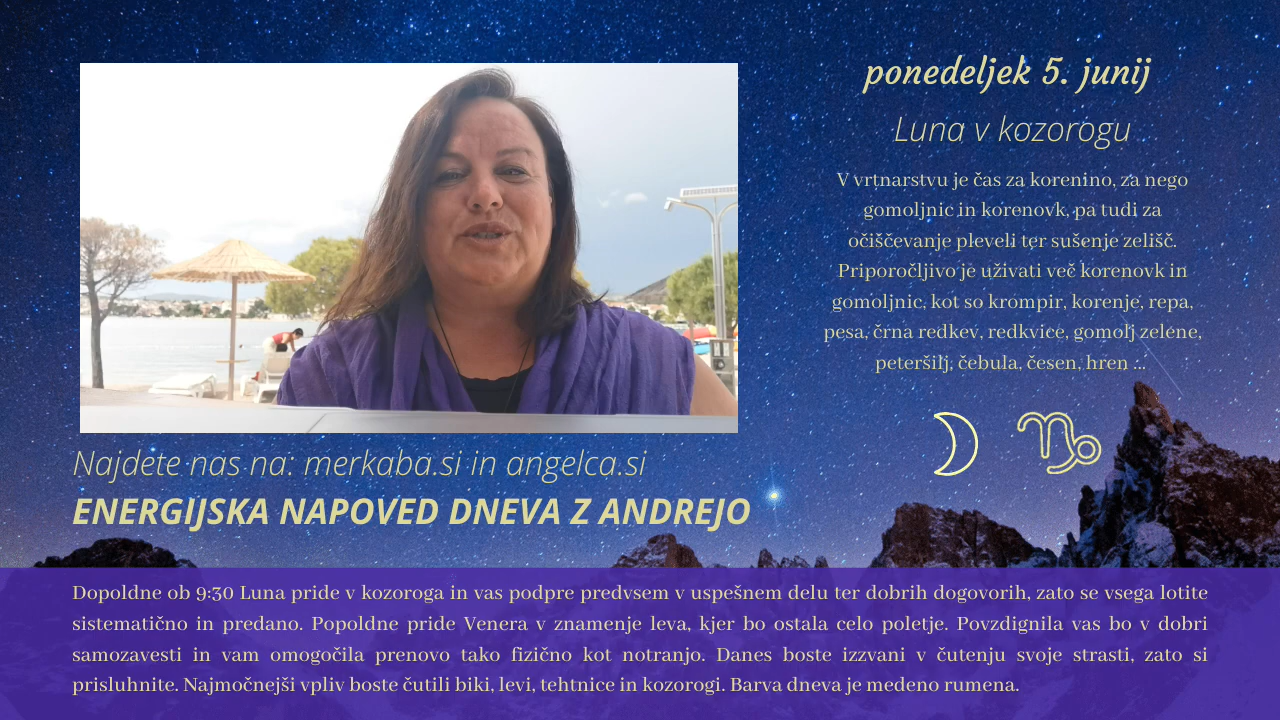 ponedeljek 5. junij
Luna v kozorogu
V vrtnarstvu je čas za korenino, za nego
gomoljnic in korenovk, pa tudi za
očiščevanje pleveli ter sušenje zelišč.
Priporočljivo je uživati več korenovk in
gomoljnic, kot so krompir, korenje, repa,
pesa, črna redkev, redkvice, gomolj zelene,
peteršilj, čebula, česen, hren ...
Najdete nas na: merkaba.si in angelca.si
ENERGIJSKA NAPOVED DNEVA Z ANDREJO
Dopoldne ob 9:30 Luna pride v kozoroga in vas podpre predvsem v uspešnem delu ter dobrih dogovorih, zato se vsega lotite
sistematično in predano. Popoldne pride Venera v znamenje leva, kjer bo ostala celo poletje. Povzdignila vas bo v dobri
samozavesti in vam omogočila prenovo tako fizično kot notranjo. Danes boste izzvani v čutenju svoje strasti, zato si
prisluhnite. Najmočnejši vpliv boste čutili biki, levi, tehtnice in kozorogi. Barva dneva je medeno rumena.